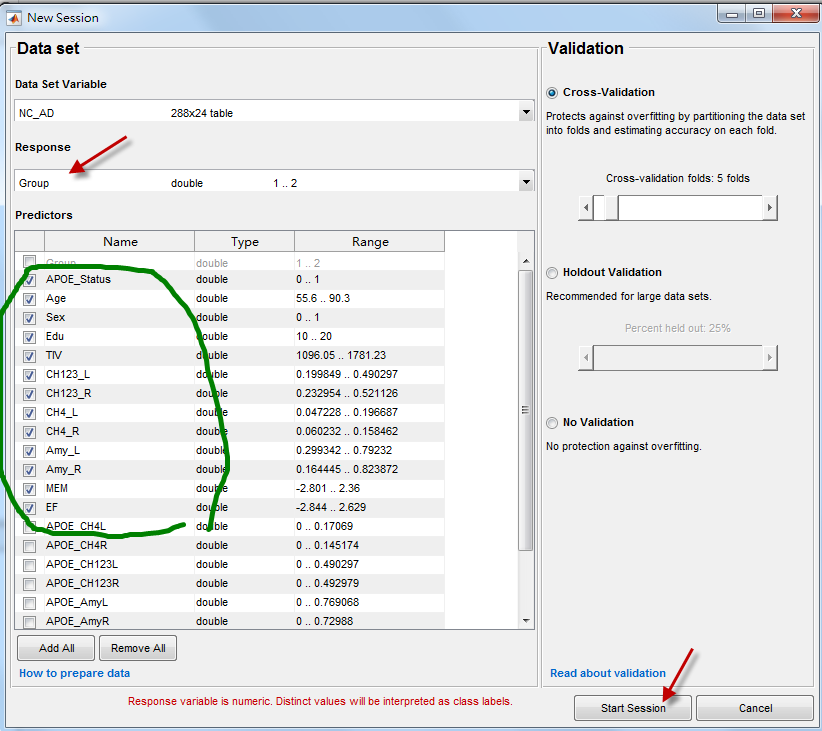 New Session
Data set
Data Set Variable
NC_AD 288x24 table
Response
Group double 1 .. 2
Predictors
Name Type Range
Group double 1 .. 2
APOE_Status double 0 .. 1
Age double 55.6 .. 90.3
Sex double 0 .. 1
Edu double 10 .. 20
TIV double 1096.05 .. 1781.23
CH123_L double 0.199849 .. 0.490297
CH123_R double 0.232954 .. 0.521126
CH4_L double 0.047228 .. 0.196687
CH4_R double 0.060232 .. 0.158462
Amy_L double 0.299342 .. 0.79232
Amy_R double 0.164445 .. 0.823872
MEM double -2.801 .. 2.36
EF double -2.844 .. 2.629
APOE_CH4L double 0 .. 0.17069
APOE_CH4R double 0 .. 0.145174
APOE_CH123L double 0 .. 0.490297
APOE_CH123R double 0 .. 0.492979
APOE_AmyL double 0 .. 0.769068
APOE_AmyR double 0 .. 0.72988
Add All Remove All
How to prepare data
Validation
Cross-Validation
Protects against overfitting by partitioning the data set
into folds and estimating accuracy on each fold.
Cross-validation folds: 5 folds
Holdout Validation
Recommended for large data sets.
Percent held out: 25%
No Validation
No protection against overfitting.
Read about validation
Response variable is numeric. Distinct values will be interpreted as class labels.
Start Session Cancel